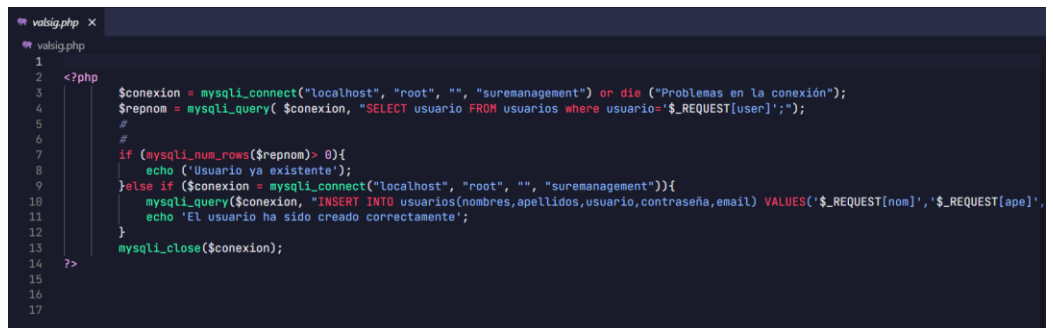 valsig.php ×
valsig.php
1
2 <?php
3 $conexion = mysqli_connect("localhost", "root", "", "suremanagement") or die ("Problemas en la conexión");
4 $repnom = mysqli_query( $conexion, "SELECT usuario FROM usuarios where usuario='$_REQUEST[user]';");
5 #
6 #
7 if (mysqli_num_rows($repnom)> 0){
8 echo ('Usuario ya existente');
9 }else if ($conexion = mysqli_connect("localhost", "root", "", "suremanagement")){
10 mysqli_query($conexion, "INSERT INTO usuarios(nombres,apellidos,usuario,contraseña,email) VALUES('$_REQUEST[nom]','$_REQUEST[ape]',
11 echo 'El usuario ha sido creado correctamente';
12 }
13 mysqli_close($conexion);
14 ?>
15
16
17